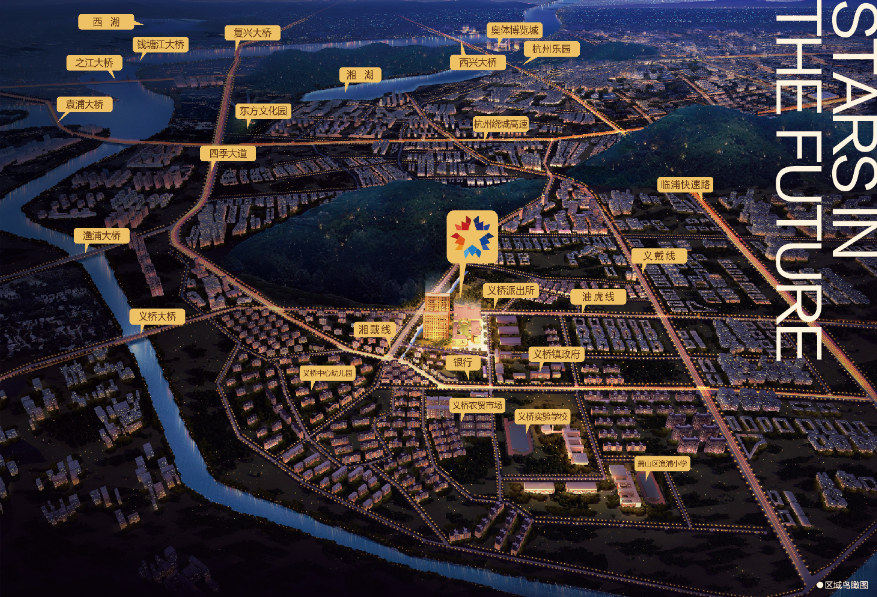 西 湖
钱塘江大桥
复兴大桥
奥体博览城
杭州乐园
之江大桥
湘 湖
西兴大桥
袁浦大桥
东方文化园
杭州绕城高速
四季大道
临浦快速路
渔浦大桥
义戴线
义桥派出所
油虎线
义桥大桥
湘戴线
义桥镇政府
银行
义桥中心幼儿园
义桥农贸市场
义桥实验学校
萧山区渔浦小学
STARS IN
THE FUTURE
区域鸟瞰图